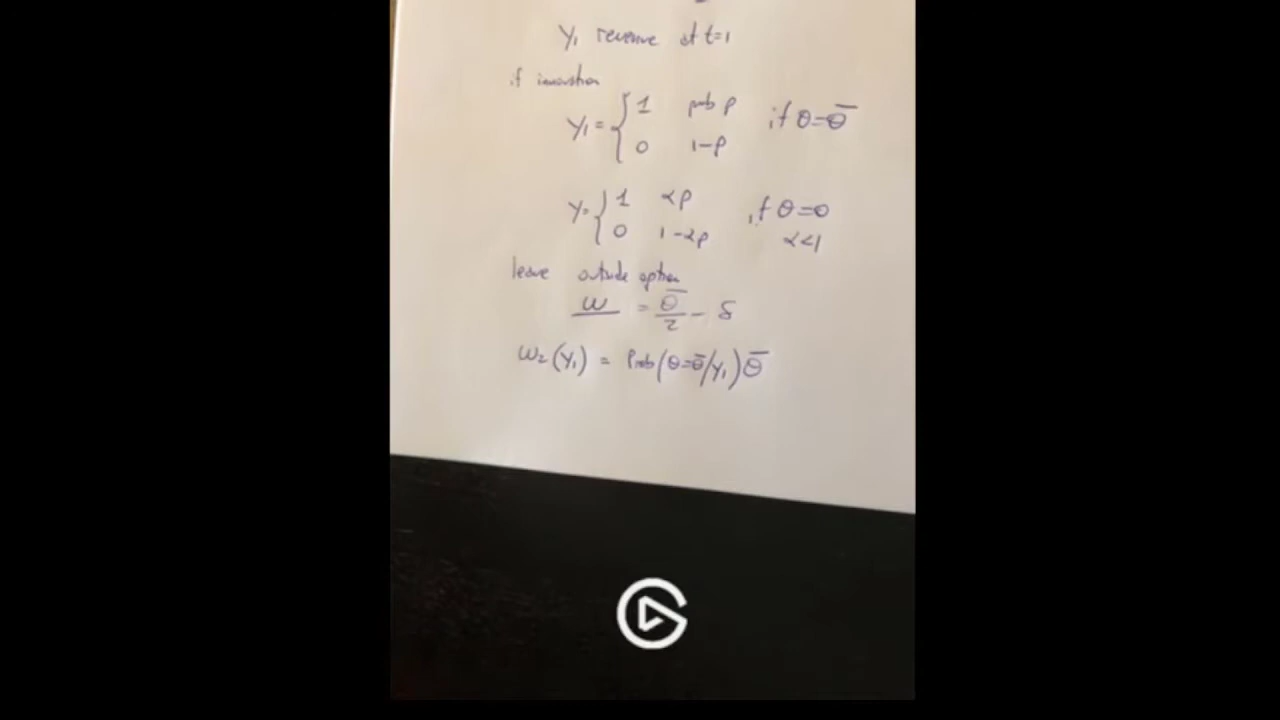 y₁ revenue at t=1
if innovation
y₁ = { 1 prob p if θ=θ̄
0 1-p
y₁ = { 1 αp if θ=0
0 1-αp α<1
leave outside option
w = θ̄/2 - δ
w₂(y₁) = Prob(θ=θ̄/y₁) θ̄